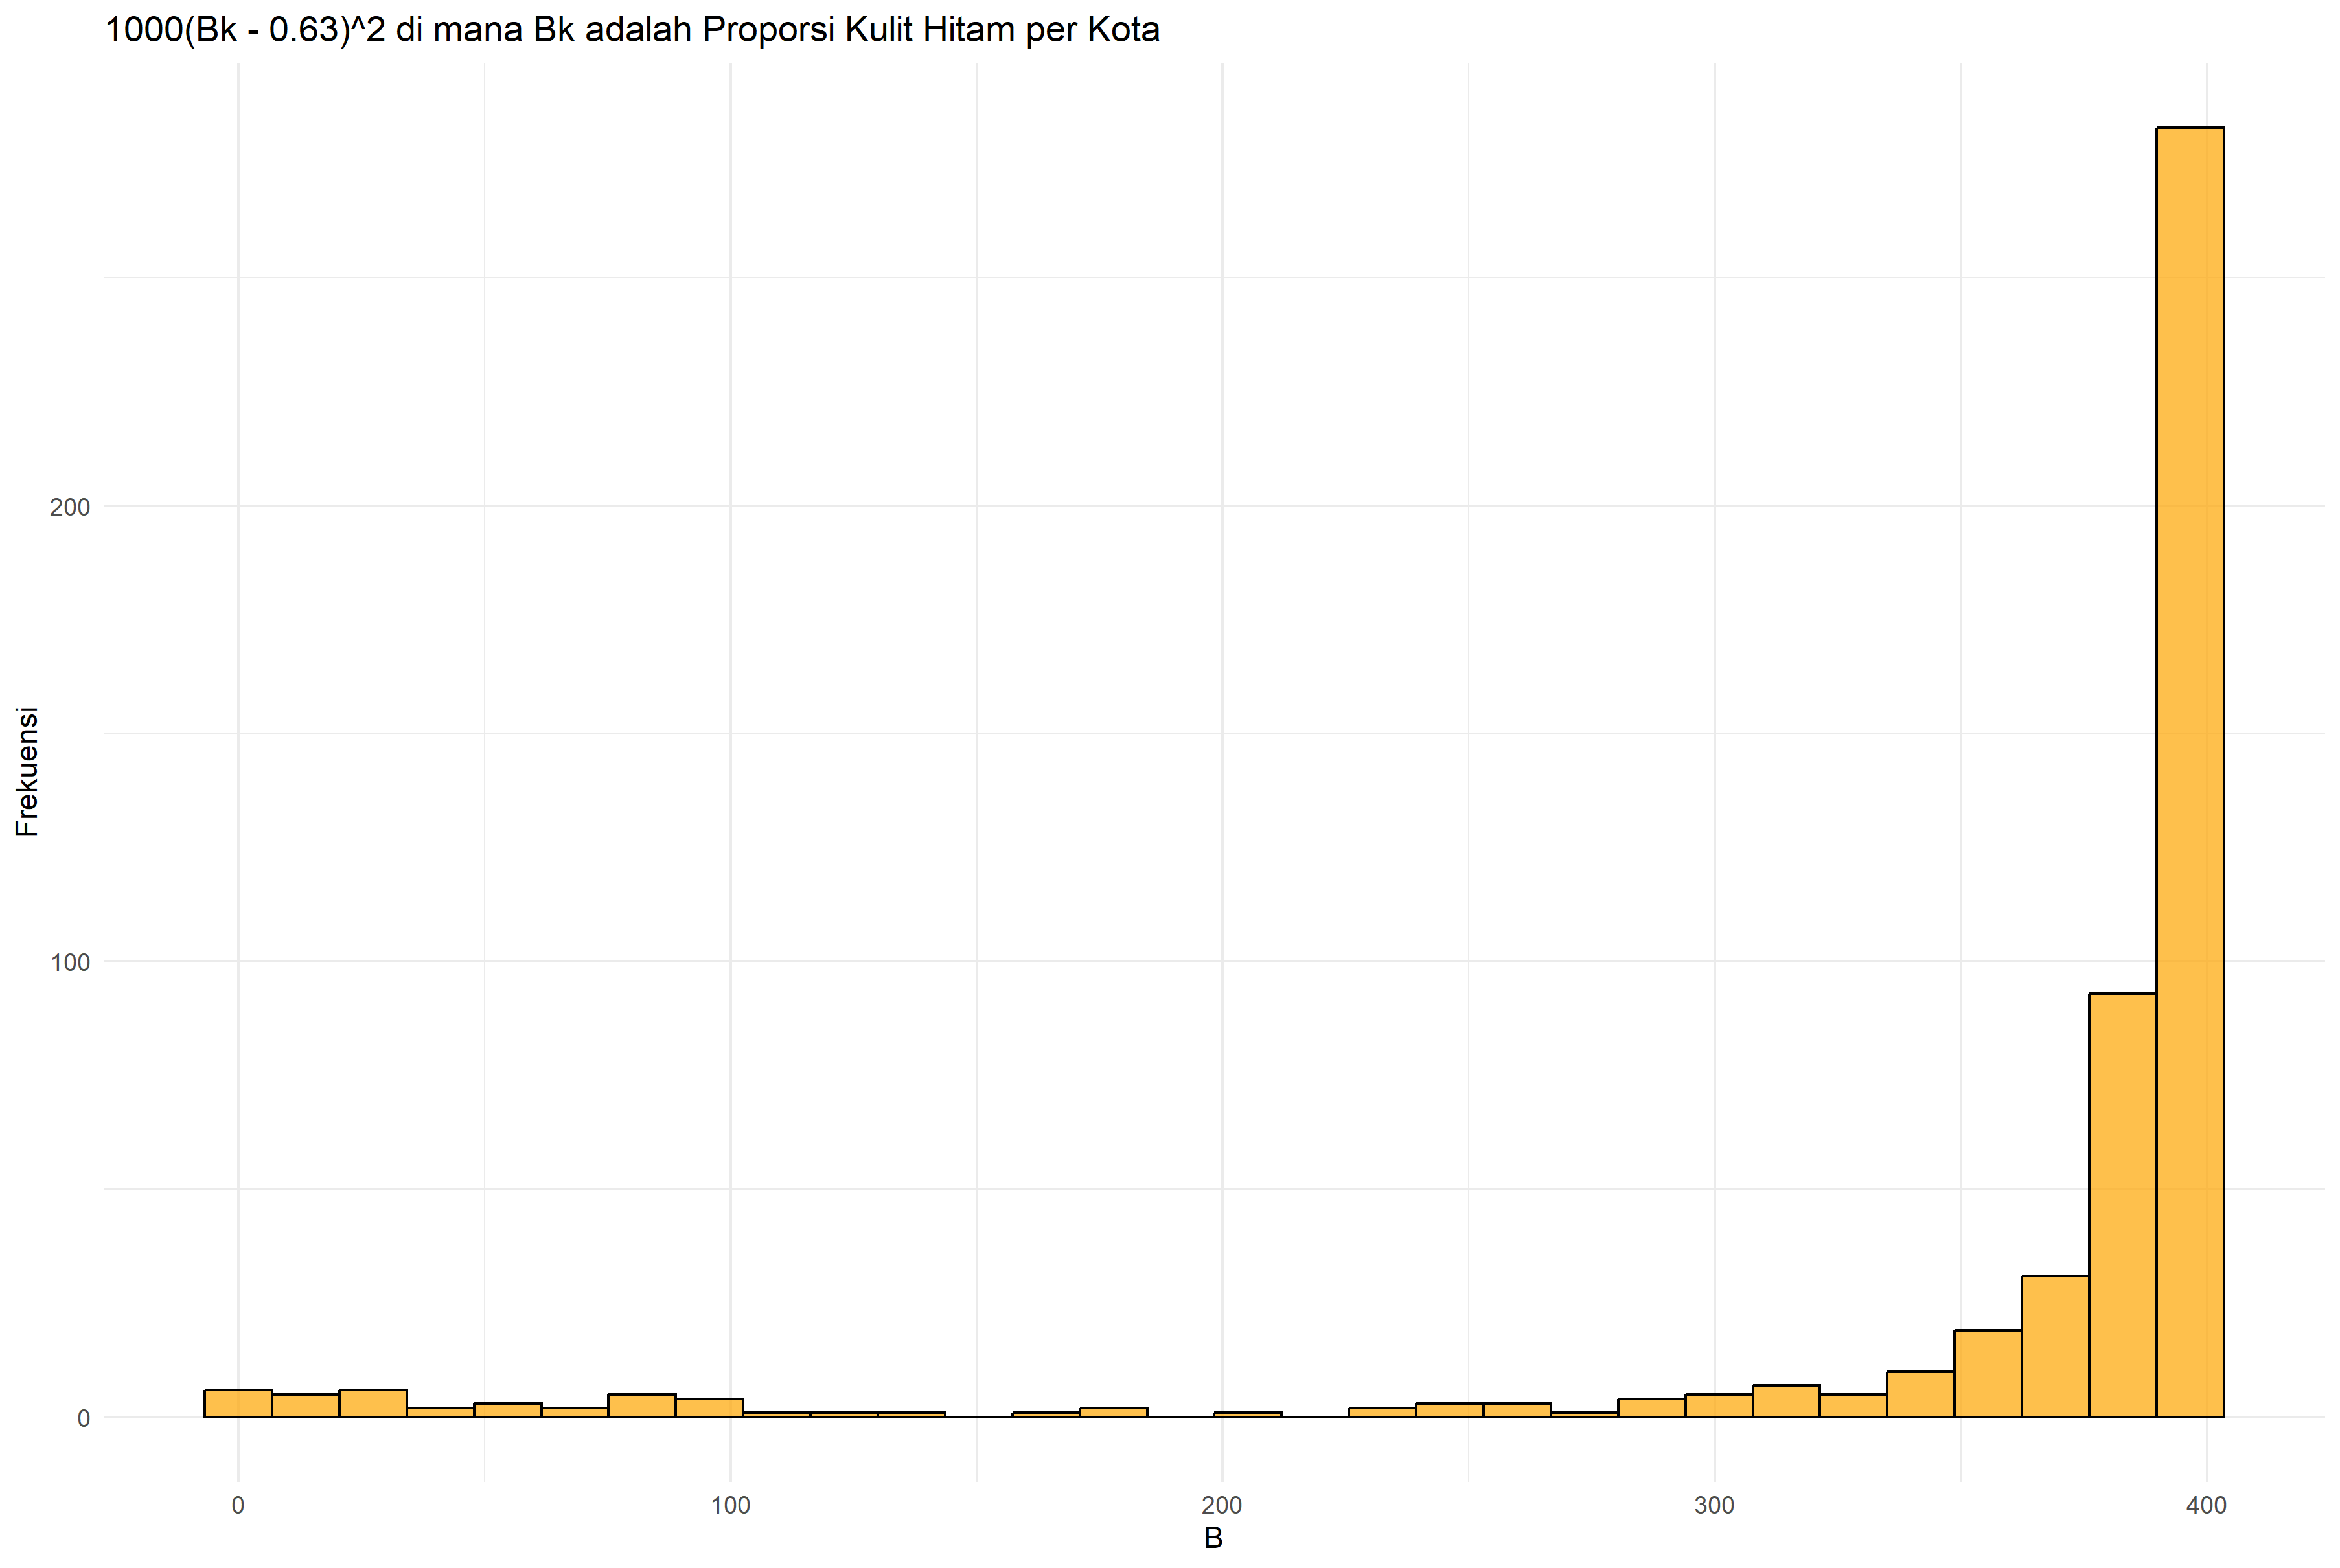 1000(Bk - 0.63)^2 di mana Bk adalah Proporsi Kulit Hitam per Kota
Frekuensi
200
100
0
0 100 200 300 400
B